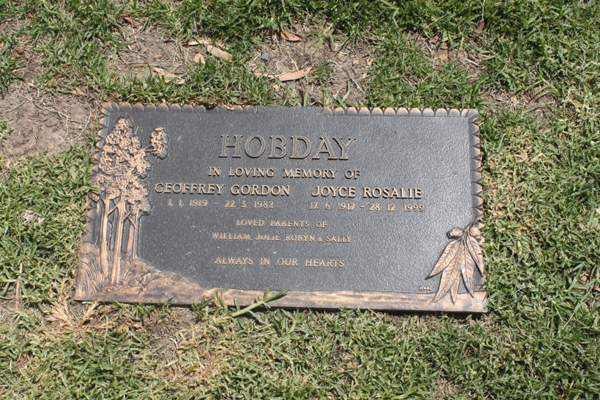 HOBDAY
IN LOVING MEMORY OF
GEOFFREY GORDON JOYCE ROSALIE
1.1.1919 - 22.5.1982 17.6.1917 - 28.12.1999
LOVED PARENTS OF
WILLIAM, JULIE, ROBYN & SALLY
ALWAYS IN OUR HEARTS